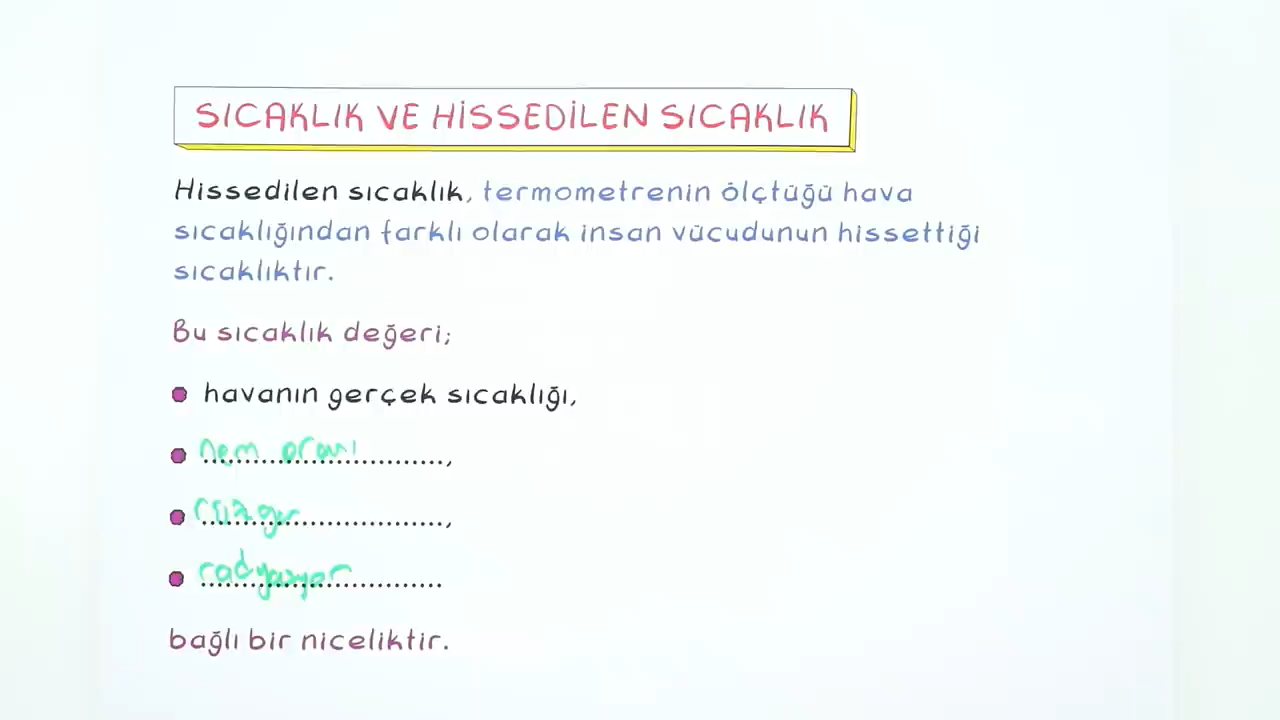 SICAKLIK VE HİSSEDİLEN SICAKLIK
Hissedilen sıcaklık, termometrenin ölçtüğü hava
sıcaklığından farklı olarak insan vücudunun hissettiği
sıcaklıktır.
Bu sıcaklık değeri;
havanın gerçek sıcaklığı,
nem oranı ....................,
rüzgar ....................,
....................
bağlı bir niceliktir.